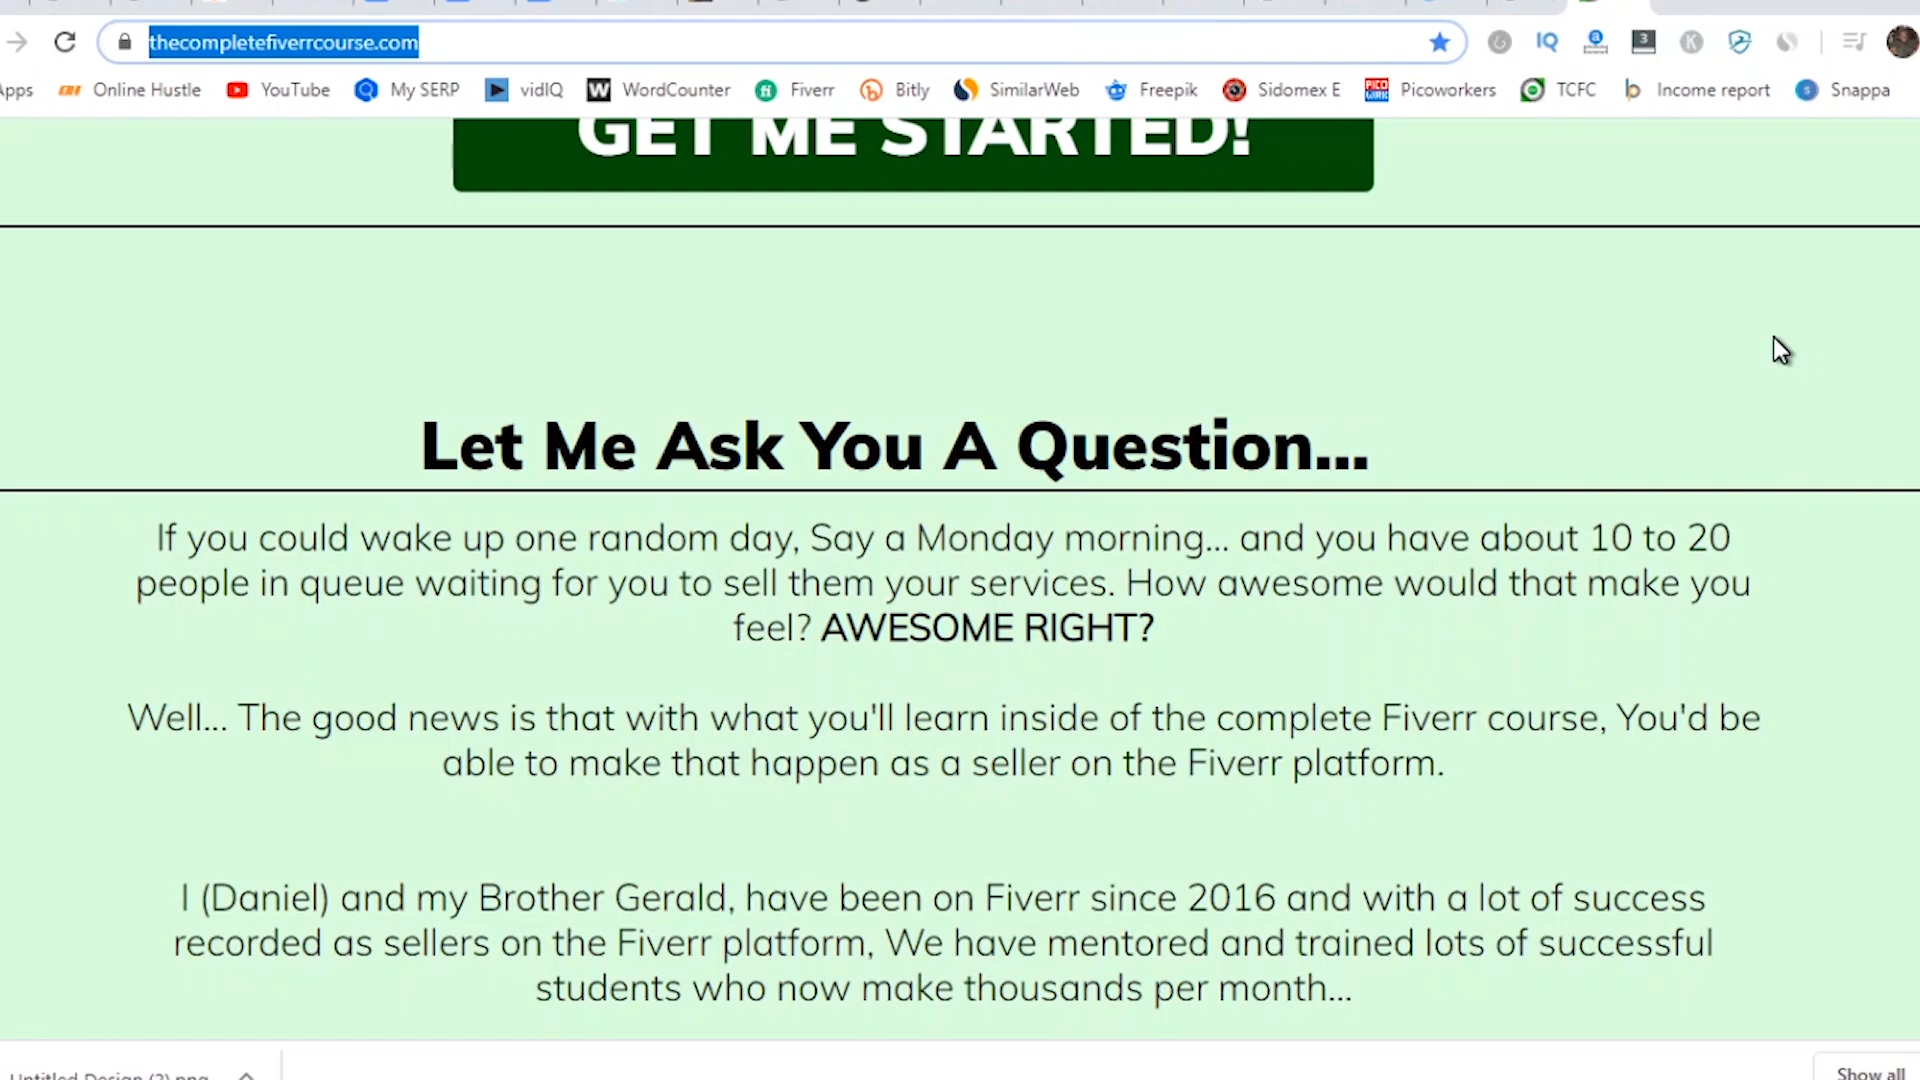 thecompletefiverrcourse.com
IQ
a
3
K
Apps
Online Hustle
YouTube
My SERP
vidIQ
W WordCounter
fi Fiverr
Bitly
SimilarWeb
Freepik
Sidomex E
Picoworkers
TCFC
b Income report
s Snappa
GET ME STARTED!
Let Me Ask You A Question...
If you could wake up one random day, Say a Monday morning... and you have about 10 to 20
people in queue waiting for you to sell them your services. How awesome would that make you
feel? AWESOME RIGHT?
Well... The good news is that with what you'll learn inside of the complete Fiverr course, You'd be
able to make that happen as a seller on the Fiverr platform.
I (Daniel) and my Brother Gerald, have been on Fiverr since 2016 and with a lot of success
recorded as sellers on the Fiverr platform, We have mentored and trained lots of successful
students who now make thousands per month...
Untitled Design (2).png
Show all